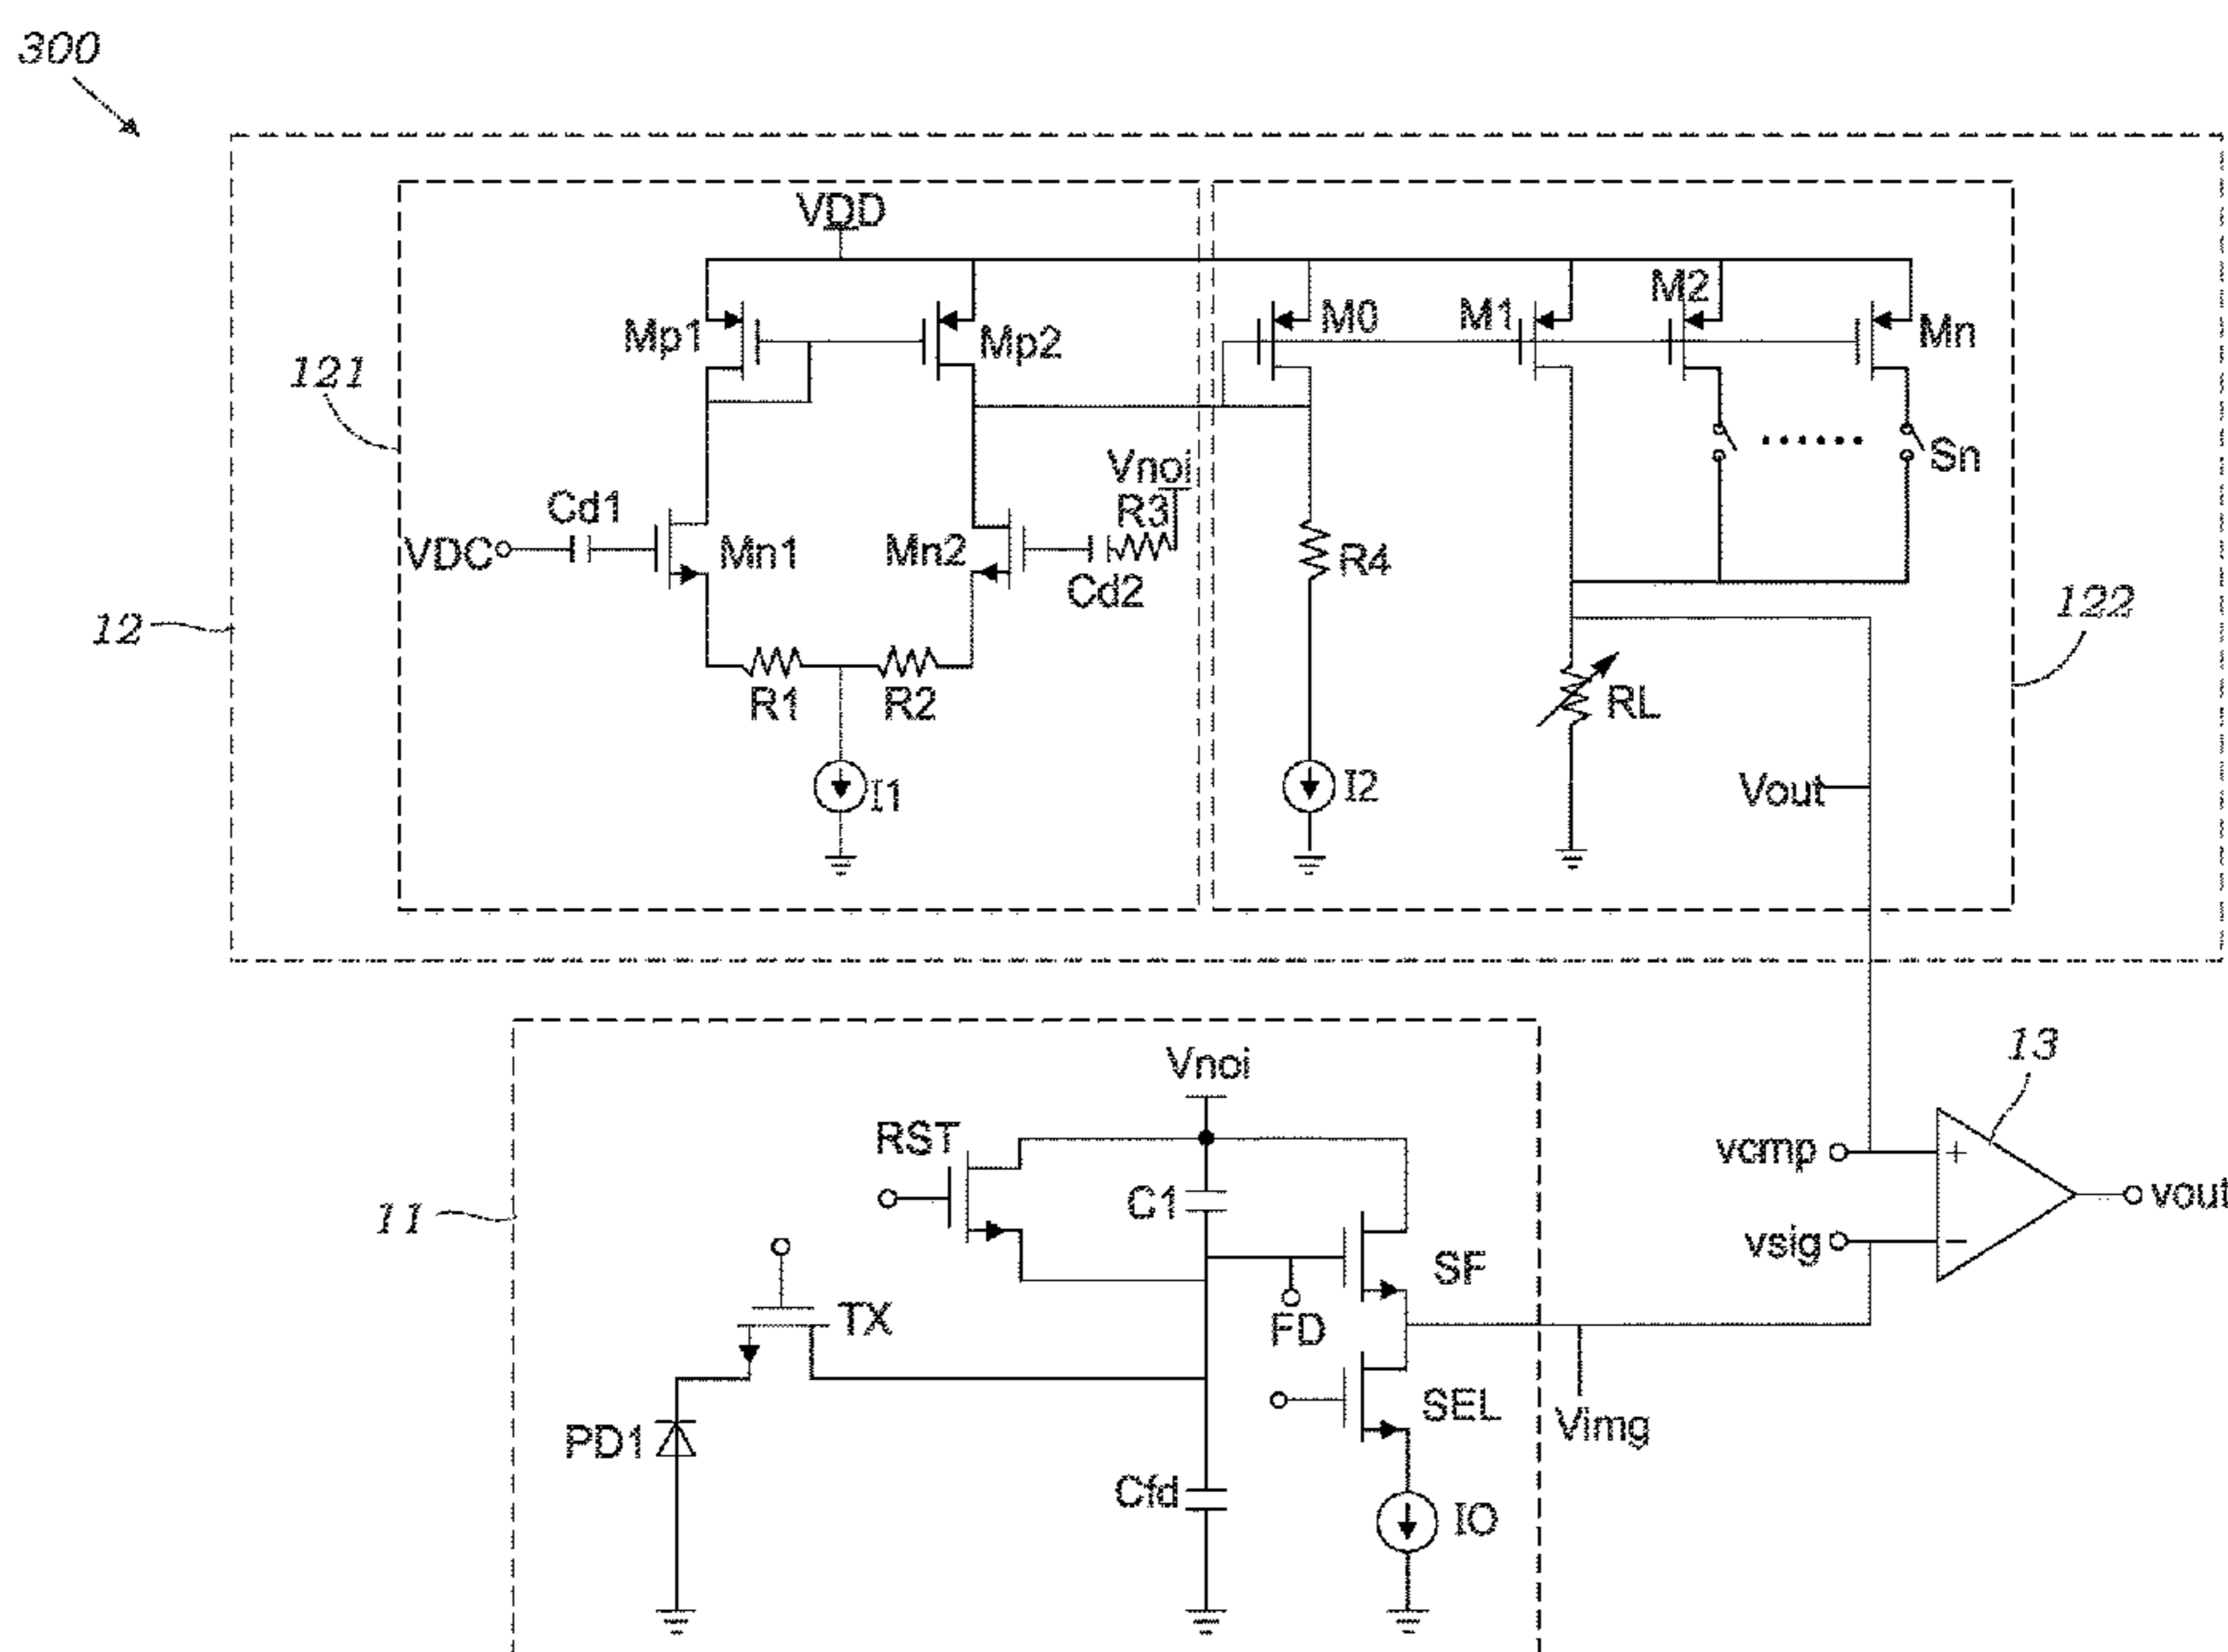 300
VDD
Mp1
Mp2
M0
M1
M2
Mn
121
Sn
Vnoi
Cd1
R3
VDC
Mn1
Mn2
R4
Cd2
12
122
R1
R2
RL
I1
I2
Vout
13
Vnoi
RST
vcmp
+
C1
vout
11
vsig
−
SF
TX
FD
SEL
Vimg
PD1
Cfd
IO